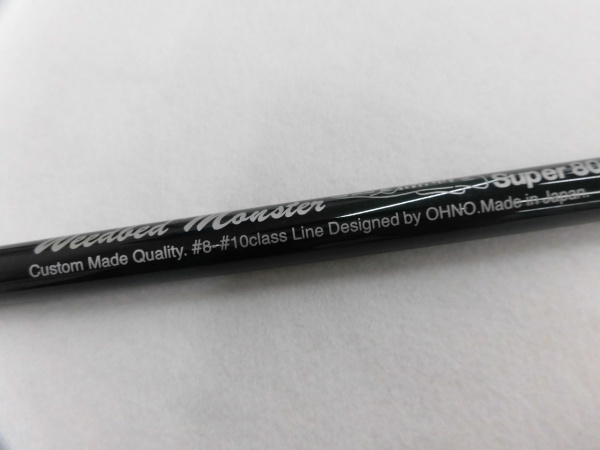 Weedbed Monster Super 80
Custom Made Quality. #8-#10class Line Designed by OHNO.Made in Japan.